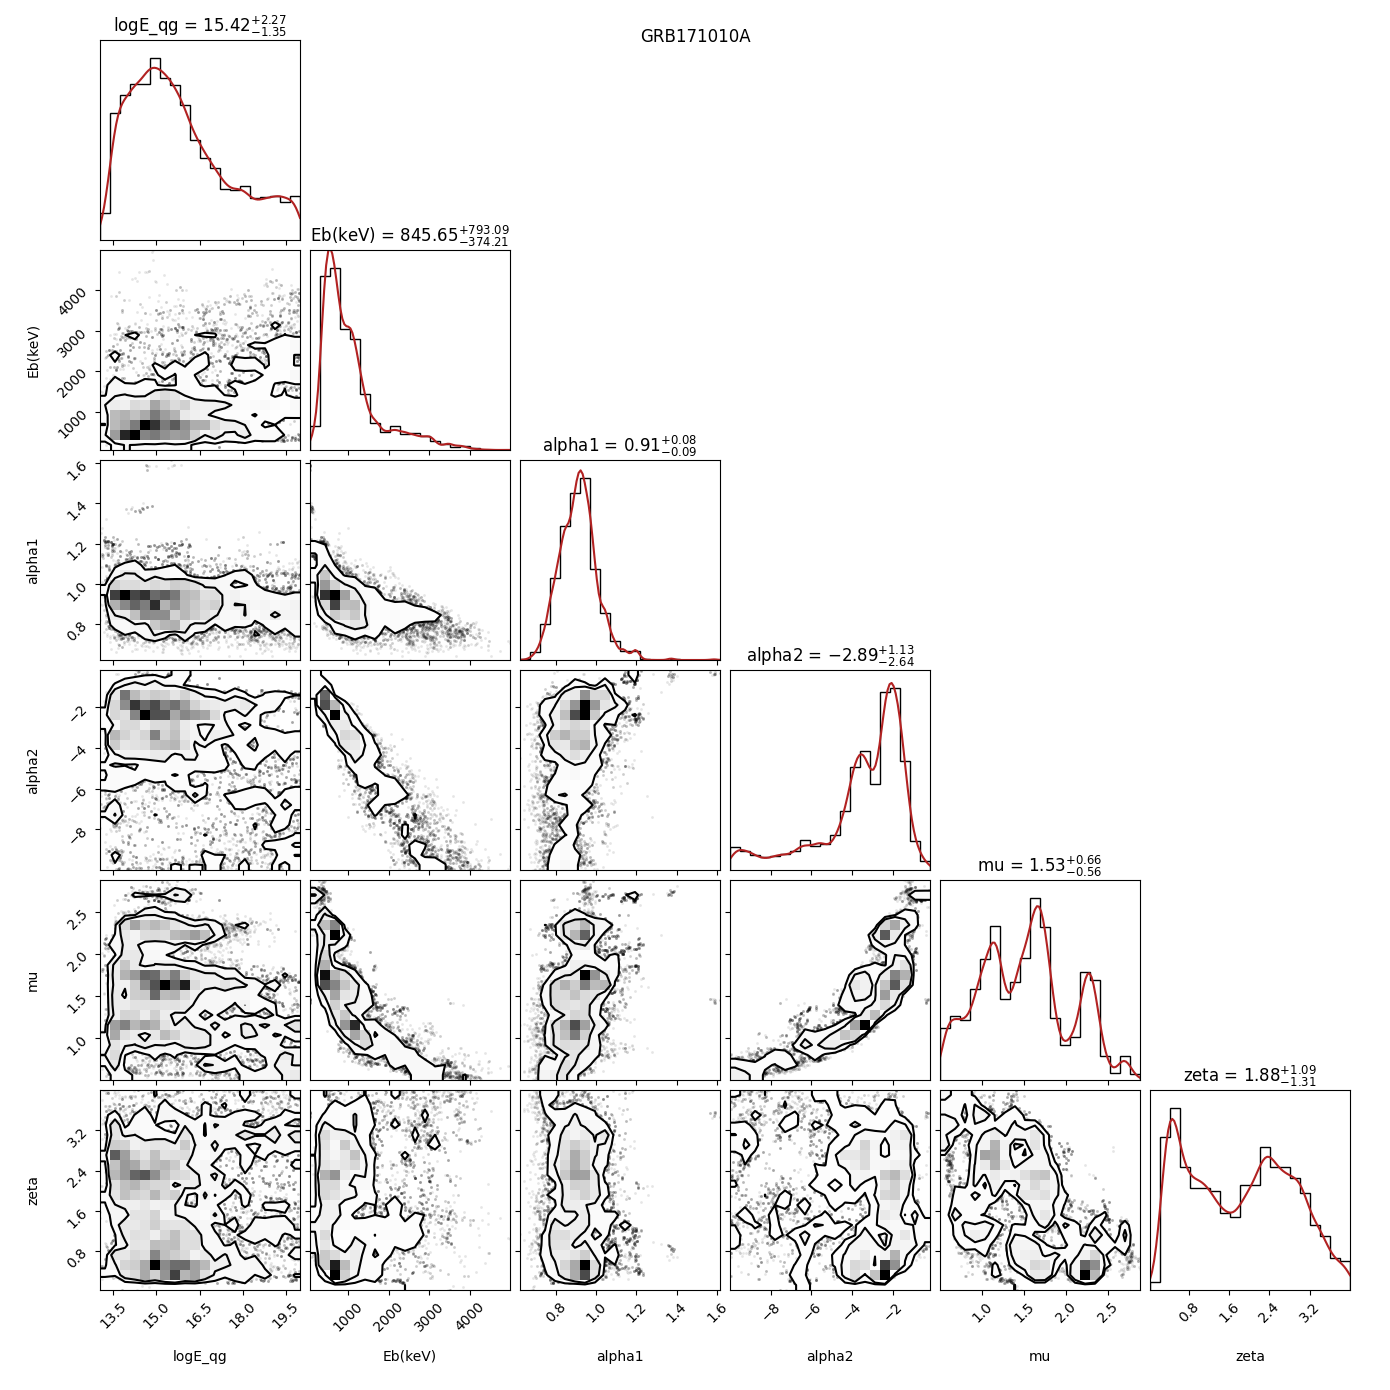 GRB171010A
logE_qg = 15.42+2.27 −1.35
Eb(keV) = 845.65+793.09 −374.21
Eb(keV)
4000
3000
2000
1000
alpha1 = 0.91+0.08 −0.09
alpha1
1.6
1.4
1.2
1.0
0.8
alpha2 = −2.89+1.13 −2.64
alpha2
−2
−4
−6
−8
mu = 1.53+0.66 −0.56
mu
2.5
2.0
1.5
1.0
zeta = 1.88+1.09 −1.31
zeta
3.2
2.4
1.6
0.8
13.5 15.0 16.5 18.0 19.5 1000 2000 3000 4000 0.8 1.0 1.2 1.4 1.6 −8 −6 −4 −2 1.0 1.5 2.0 2.5 0.8 1.6 2.4 3.2
logE_qg Eb(keV) alpha1 alpha2 mu zeta